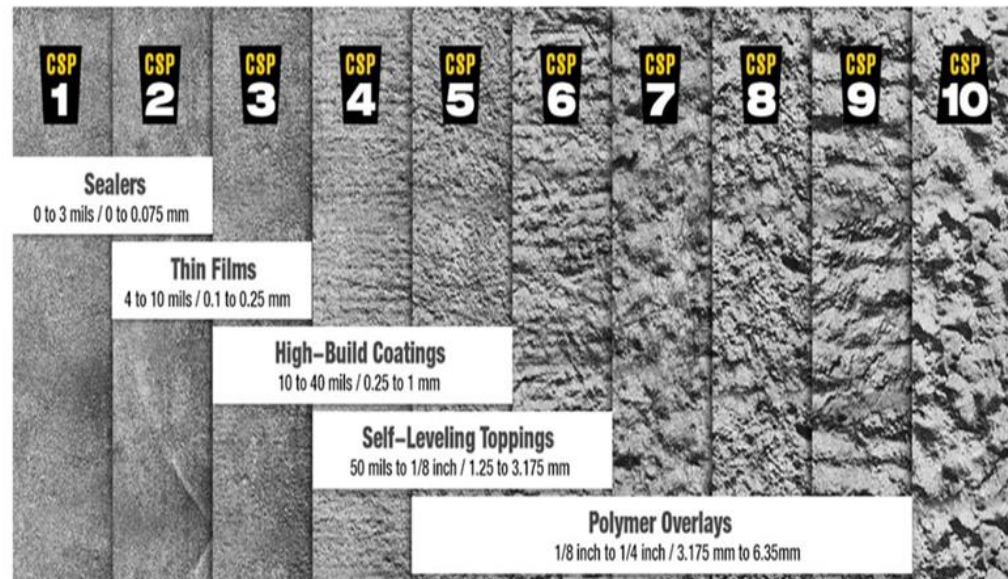 CSP CSP CSP CSP CSP CSP CSP CSP CSP CSP
1 2 3 4 5 6 7 8 9 10
Sealers
0 to 3 mils / 0 to 0.075 mm
Thin Films
4 to 10 mils / 0.1 to 0.25 mm
High–Build Coatings
10 to 40 mils / 0.25 to 1 mm
Self–Leveling Toppings
50 mils to 1/8 inch / 1.25 to 3.175 mm
Polymer Overlays
1/8 inch to 1/4 inch / 3.175 mm to 6.35mm